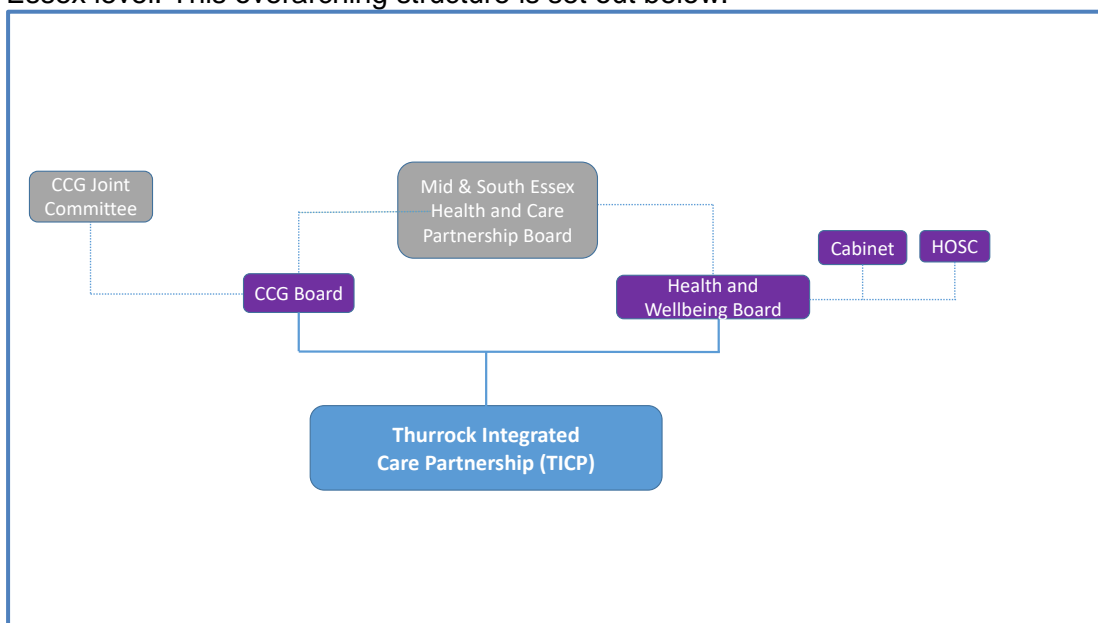 Essex level. This overarching structure is set out below.
CCG Joint
Committee
Mid & South Essex
Health and Care
Partnership Board
Cabinet
HOSC
CCG Board
Health and
Wellbeing Board
Thurrock Integrated
Care Partnership (TICP)